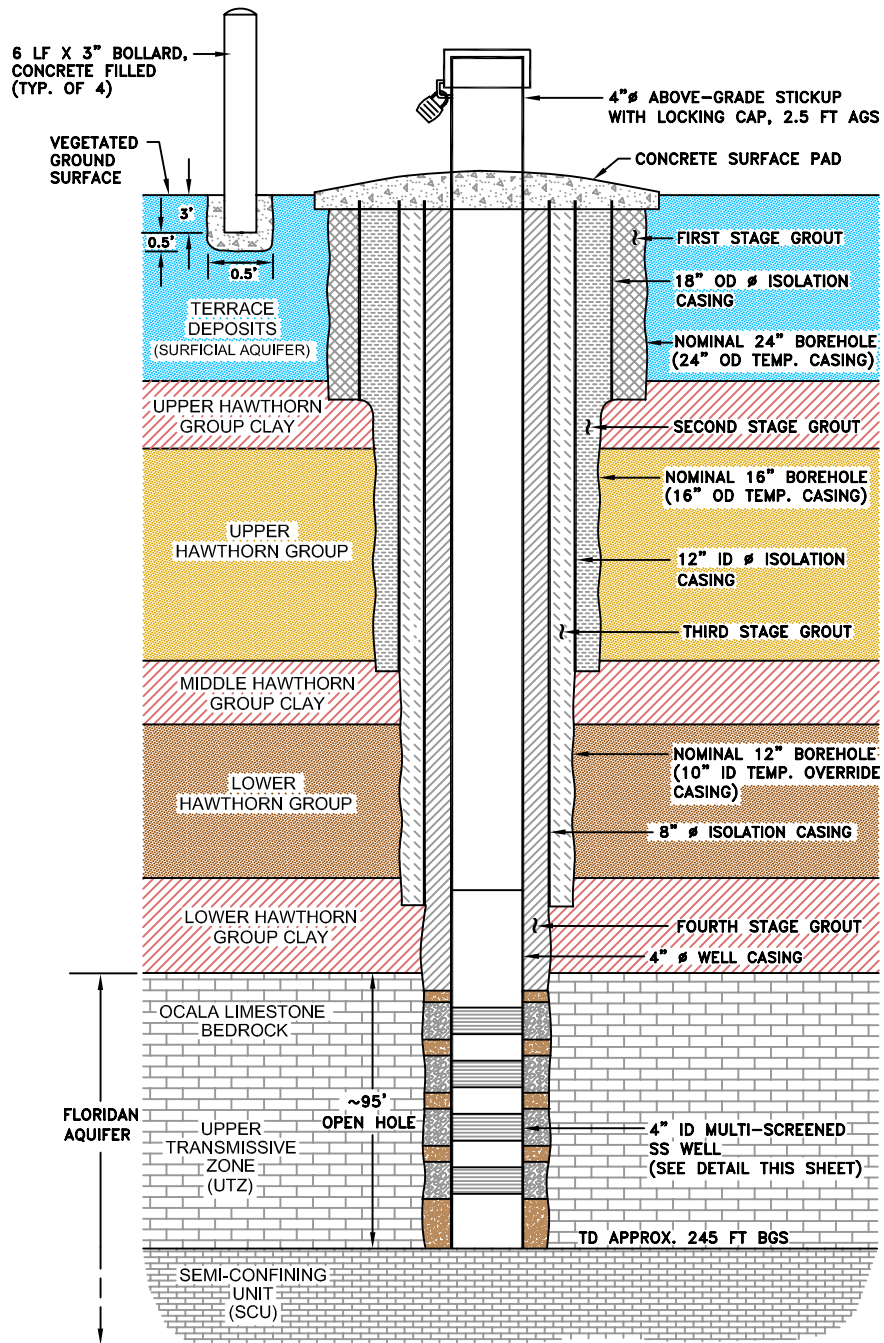 6 LF X 3" BOLLARD,
CONCRETE FILLED
(TYP. OF 4)
4"ø ABOVE-GRADE STICKUP
WITH LOCKING CAP, 2.5 FT AGS
VEGETATED
GROUND
SURFACE
CONCRETE SURFACE PAD
3'
0.5'
0.5'
FIRST STAGE GROUT
18" OD ø ISOLATION
CASING
TERRACE
DEPOSITS
(SURFICIAL AQUIFER)
NOMINAL 24" BOREHOLE
(24" OD TEMP. CASING)
UPPER HAWTHORN
GROUP CLAY
SECOND STAGE GROUT
NOMINAL 16" BOREHOLE
(16" OD TEMP. CASING)
UPPER
HAWTHORN GROUP
12" ID ø ISOLATION
CASING
THIRD STAGE GROUT
MIDDLE HAWTHORN
GROUP CLAY
NOMINAL 12" BOREHOLE
(10" ID TEMP. OVERRIDE
CASING)
LOWER
HAWTHORN GROUP
8" ø ISOLATION CASING
LOWER HAWTHORN
GROUP CLAY
FOURTH STAGE GROUT
4" ø WELL CASING
OCALA LIMESTONE
BEDROCK
~95'
OPEN HOLE
FLORIDAN
AQUIFER
UPPER
TRANSMISSIVE
ZONE
(UTZ)
4" ID MULTI-SCREENED
SS WELL
(SEE DETAIL THIS SHEET)
TD APPROX. 245 FT BGS
SEMI-CONFINING
UNIT
(SCU)